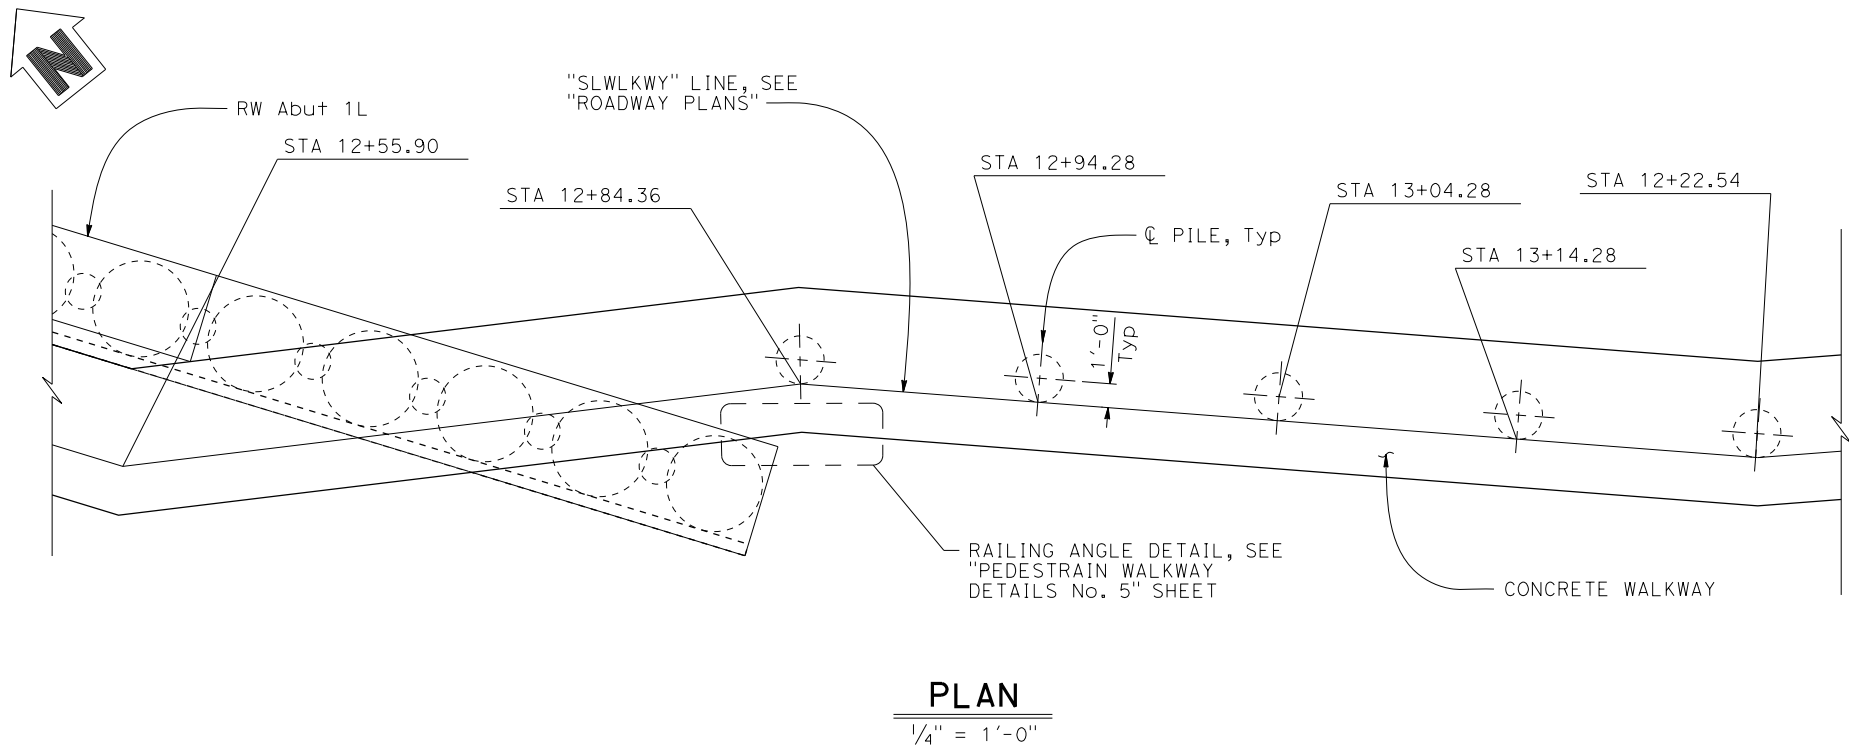 N
"SLWLKWY" LINE, SEE
"ROADWAY PLANS"
RW Abut 1L
STA 12+55.90
STA 12+84.36
STA 12+94.28
STA 13+04.28
STA 12+22.54
℄ PILE, Typ
STA 13+14.28
1'-0"
Typ
RAILING ANGLE DETAIL, SEE
"PEDESTRAIN WALKWAY
DETAILS No. 5" SHEET
CONCRETE WALKWAY
PLAN
1/4" = 1'-0"